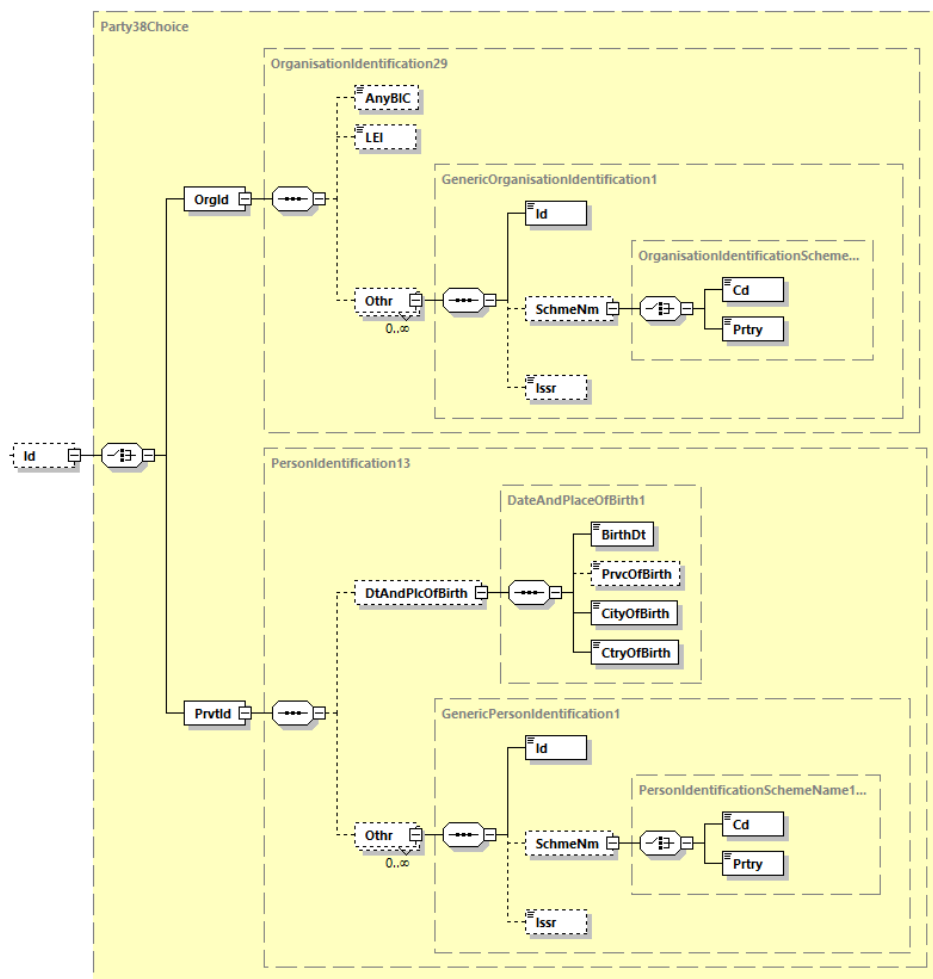 Party38Choice
OrganisationIdentification29
AnyBIC
LEI
GenericOrganisationIdentification1
OrgId
Id
OrganisationIdentificationScheme...
Cd
Othr
SchmeNm
0..∞
Prtry
Issr
Id
PersonIdentification13
DateAndPlaceOfBirth1
BirthDt
PrvcOfBirth
DtAndPlcOfBirth
CityOfBirth
CtryOfBirth
PrvtId
GenericPersonIdentification1
Id
PersonIdentificationSchemeName1...
Cd
Othr
SchmeNm
0..∞
Prtry
Issr